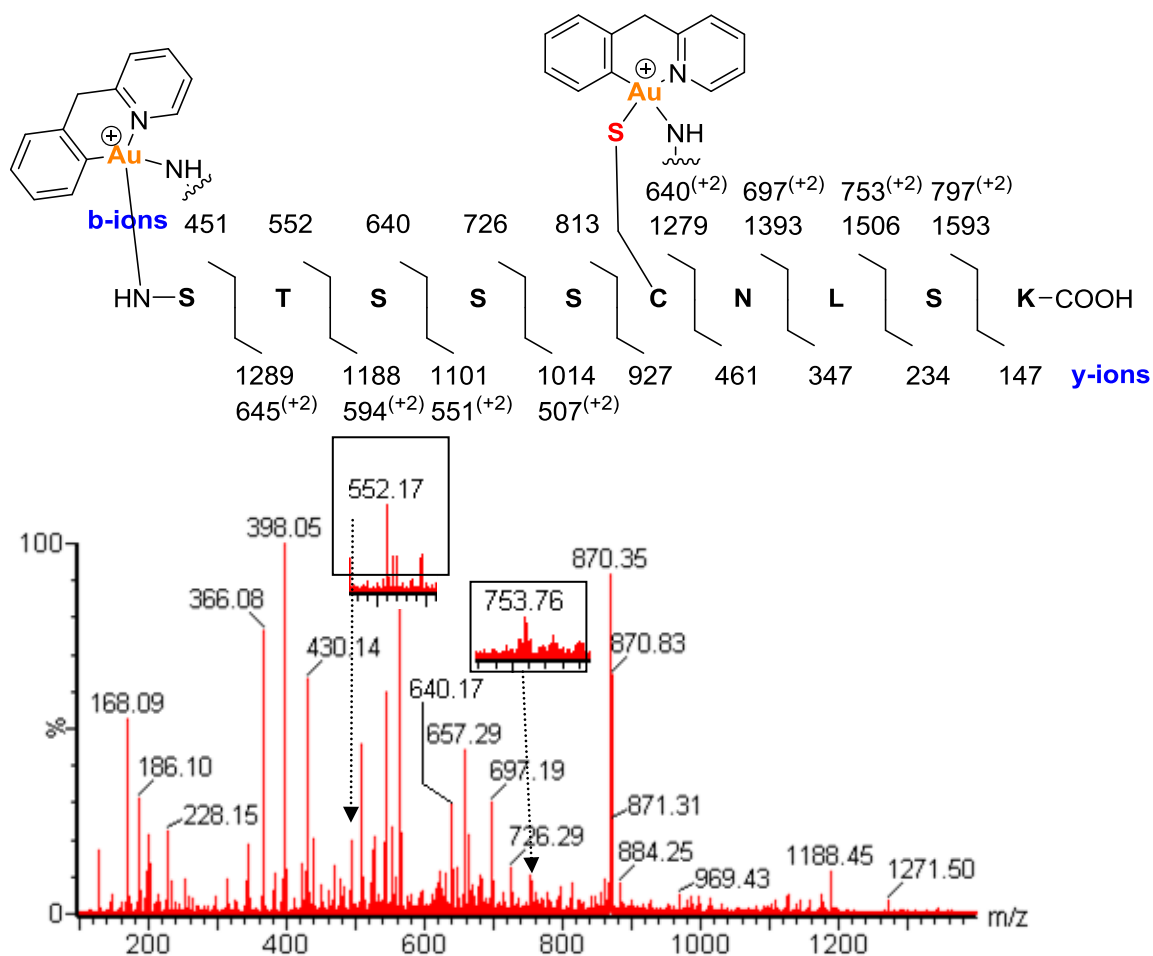 ⊕
N
Au
S
NH
⊕
N
Au
NH
640(+2) 697(+2) 753(+2) 797(+2)
b-ions 451 552 640 726 813 1279 1393 1506 1593
HN–S T S S S C N L S K–COOH
1289 1188 1101 1014 927 461 347 234 147 y-ions
645(+2) 594(+2) 551(+2) 507(+2)
552.17
398.05
100
870.35
753.76
366.08
430.14
870.83
640.17
168.09
%
657.29
186.10
697.19
228.15
871.31
726.29
884.25
1188.45
969.43
1271.50
0
m/z
200 400 600 800 1000 1200